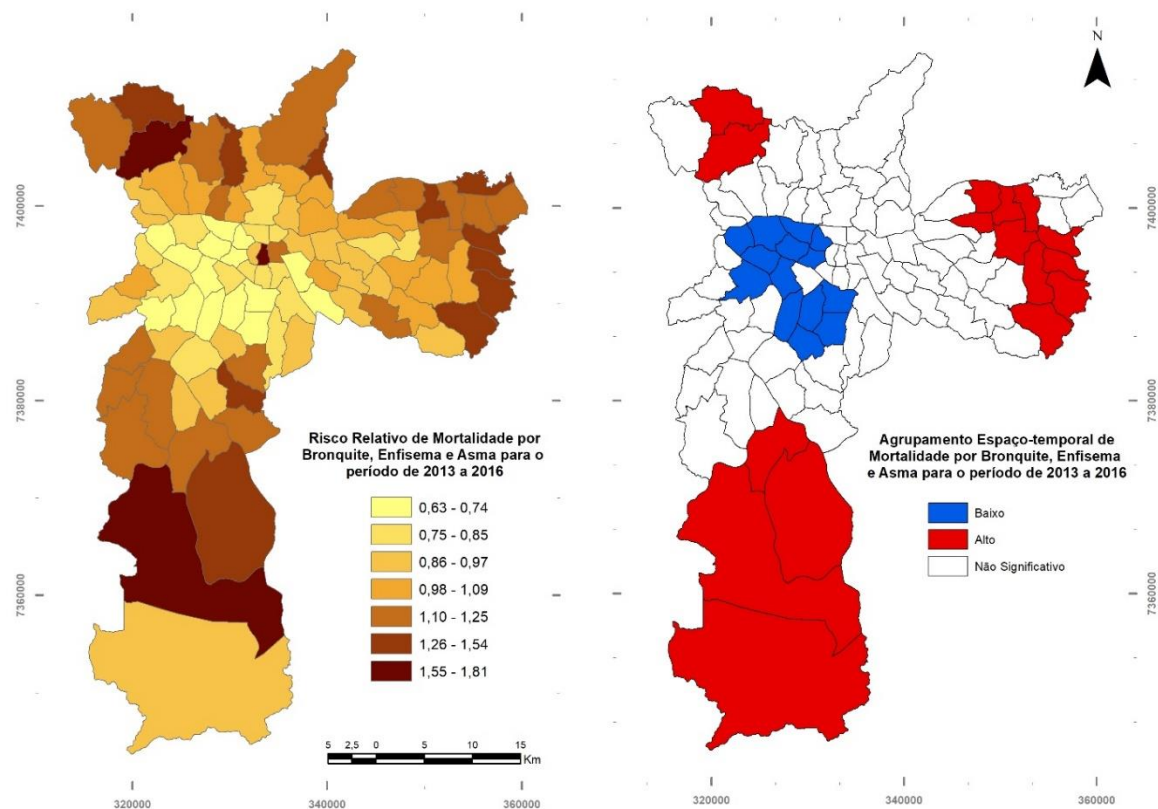 Risco Relativo de Mortalidade por
Bronquite, Enfisema e Asma para o
período de 2013 a 2016
0,63 - 0,74
0,75 - 0,85
0,86 - 0,97
0,98 - 1,09
1,10 - 1,25
1,26 - 1,54
1,55 - 1,81
5 2,5 0 5 10 15
Km
7400000
7380000
7360000
320000 340000 360000
N
Agrupamento Espaço-temporal de
Mortalidade por Bronquite, Enfisema
e Asma para o período de 2013 a 2016
Baixo
Alto
Não Significativo
7400000
7380000
7360000
320000 340000 360000